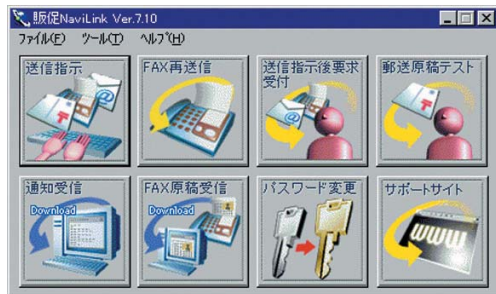 販促NaviLink Ver.7.10
ﾌｧｲﾙ(F) ﾂｰﾙ(T) ﾍﾙﾌﾟ(H)
送信指示
FAX再送信
送信指示後要求
受付
郵送原稿テスト
通知受信
Download
FAX原稿受信
Download
パスワード変更
サポートサイト
www